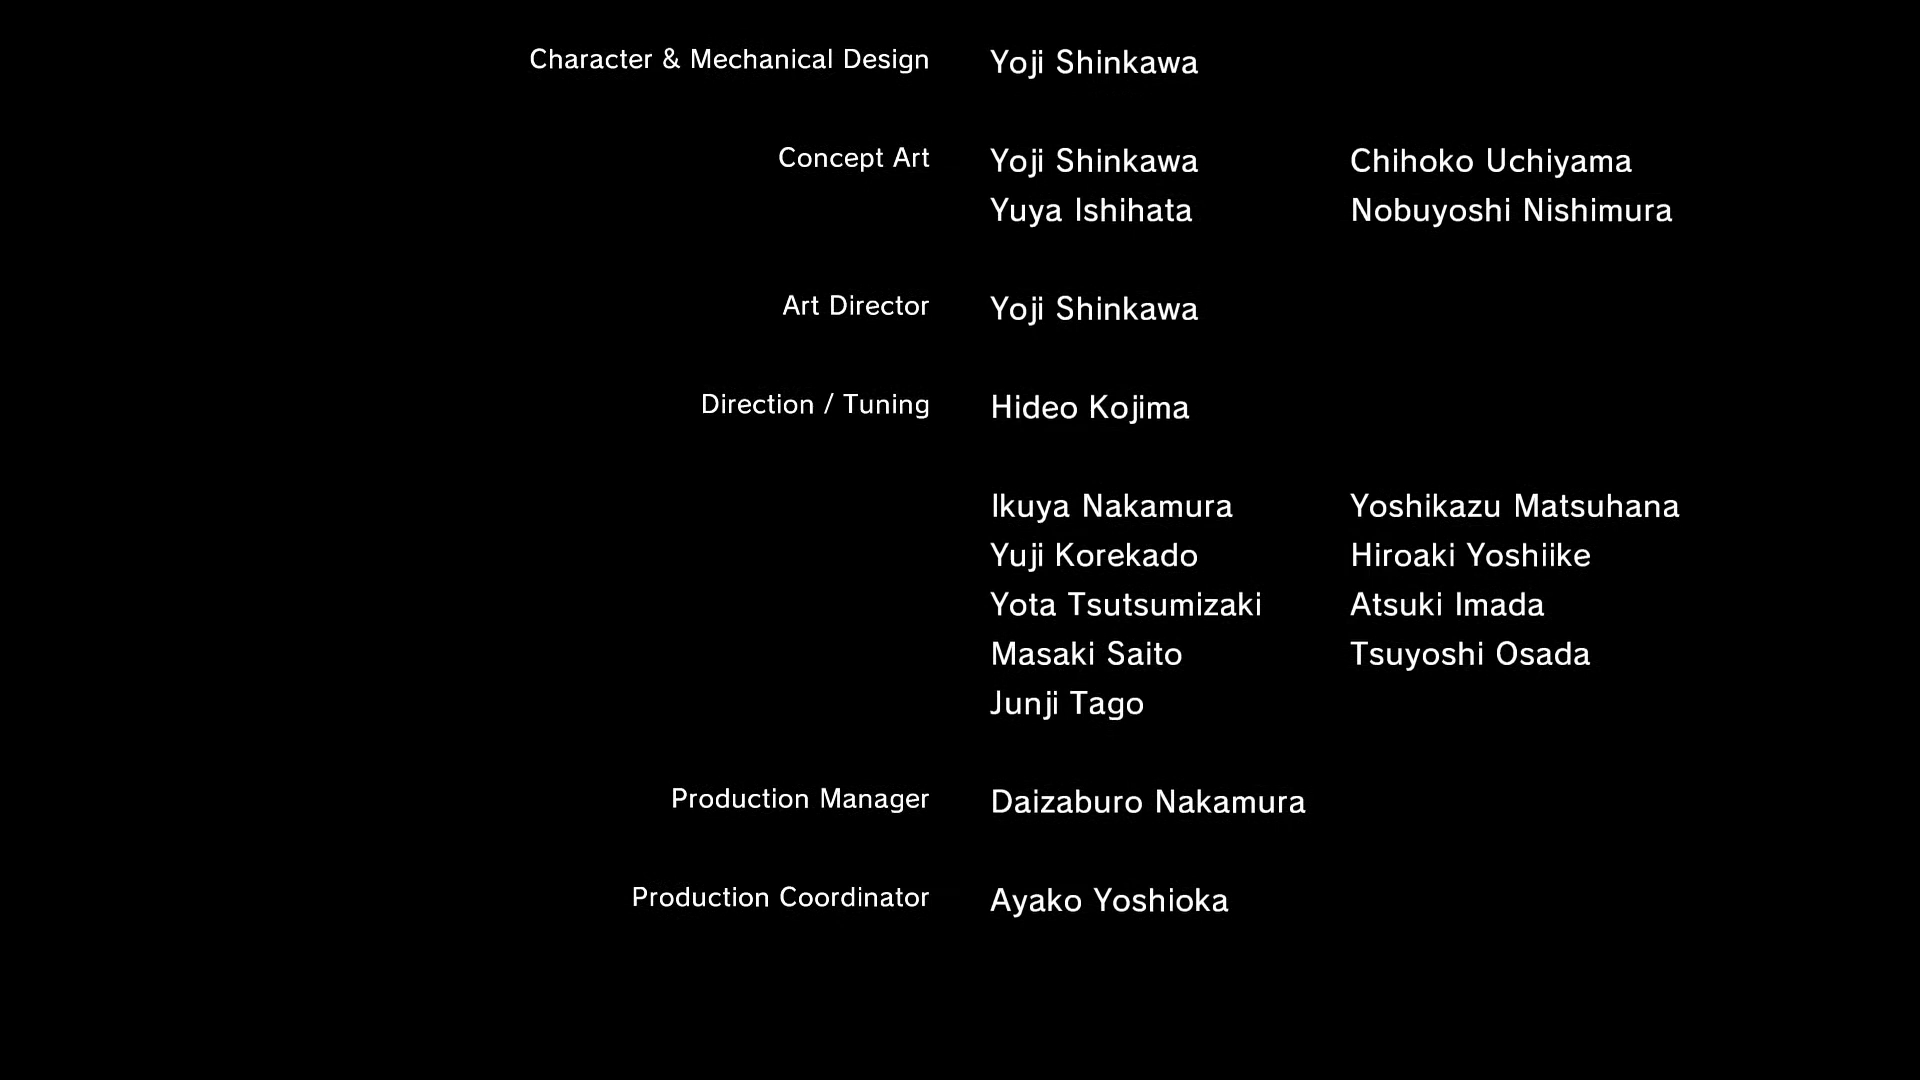 Character & Mechanical Design Yoji Shinkawa
Concept Art Yoji Shinkawa Chihoko Uchiyama
Yuya Ishihata Nobuyoshi Nishimura
Art Director Yoji Shinkawa
Direction / Tuning Hideo Kojima
Ikuya Nakamura Yoshikazu Matsuhana
Yuji Korekado Hiroaki Yoshiike
Yota Tsutsumizaki Atsuki Imada
Masaki Saito Tsuyoshi Osada
Junji Tago
Production Manager Daizaburo Nakamura
Production Coordinator Ayako Yoshioka